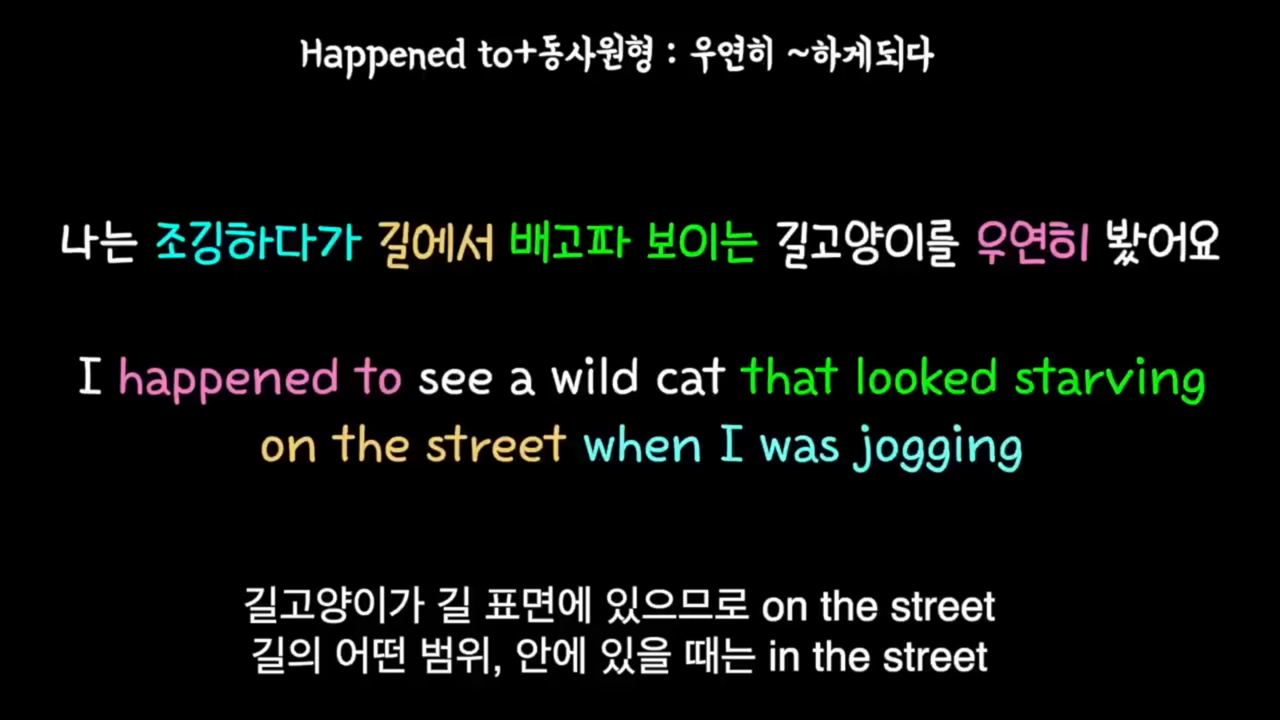 Happened to+동사원형 : 우연히 ~하게되다
나는 조깅하다가 길에서 배고파 보이는 길고양이를 우연히 봤어요
I happened to see a wild cat that looked starving
on the street when I was jogging
길고양이가 길 표면에 있으므로 on the street
길의 어떤 범위, 안에 있을 때는 in the street